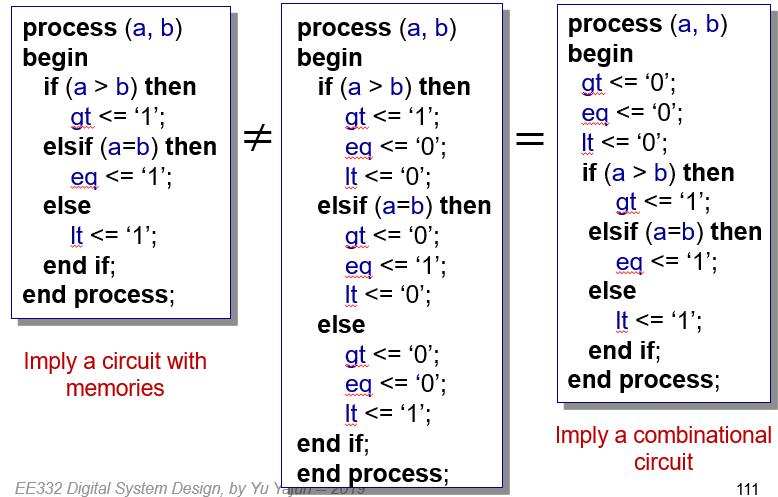 process (a, b)
begin
if (a > b) then
gt <= ‘1’;
elsif (a=b) then
eq <= ‘1’;
else
lt <= ‘1’;
end if;
end process;
Imply a circuit with
memories
≠
process (a, b)
begin
if (a > b) then
gt <= ‘1’;
eq <= ‘0’;
lt <= ‘0’;
elsif (a=b) then
gt <= ‘0’;
eq <= ‘1’;
lt <= ‘0’;
else
gt <= ‘0’;
eq <= ‘0’;
lt <= ‘1’;
end if;
end process;
=
process (a, b)
begin
gt <= ‘0’;
eq <= ‘0’;
lt <= ‘0’;
if (a > b) then
gt <= ‘1’;
elsif (a=b) then
eq <= ‘1’;
else
lt <= ‘1’;
end if;
end process;
Imply a combinational
circuit
EE332 Digital System Design, by Yu Yajun -- 2019
111